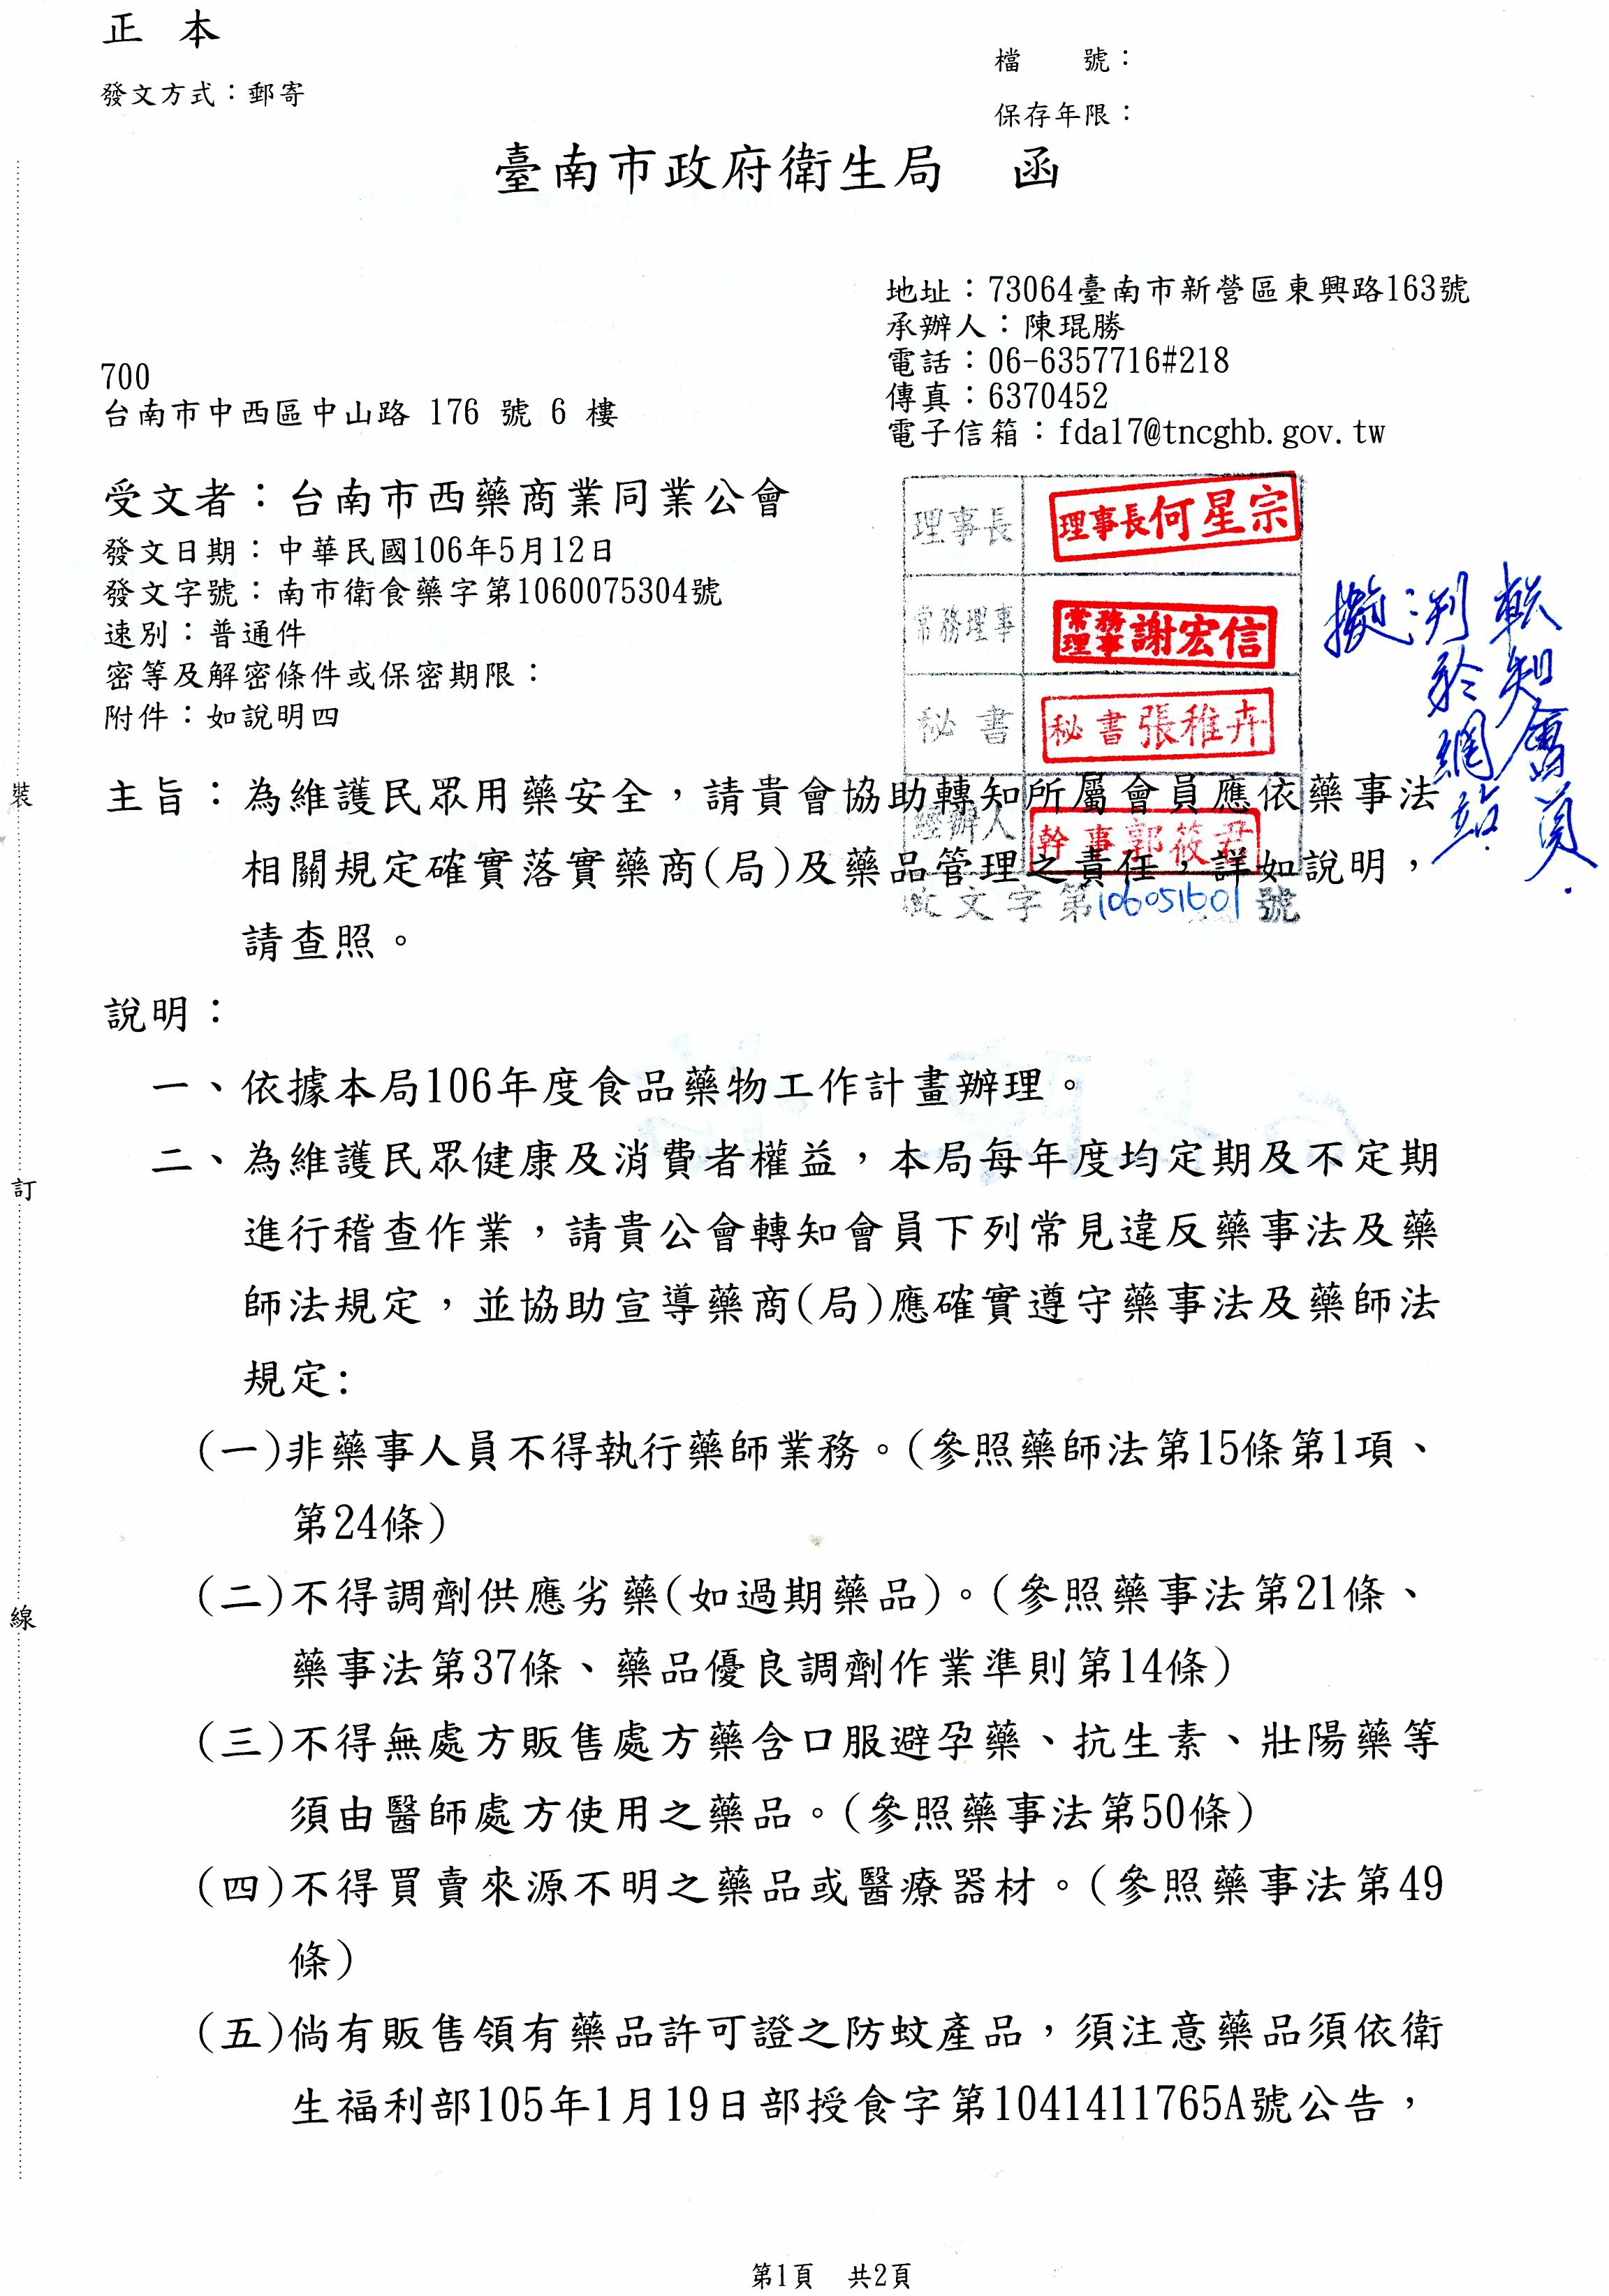 正 本
發文方式：郵寄
檔 號：
保存年限：
臺南市政府衛生局 函
地址：73064臺南市新營區東興路163號
承辦人：陳琨勝
電話：06-6357716#218
傳真：6370452
電子信箱：fda17@tncghb.gov.tw
700
台南市中西區中山路 176 號 6 樓
受文者：台南市西藥商業同業公會
發文日期：中華民國106年5月12日
發文字號：南市衛食藥字第1060075304號
速別：普通件
密等及解密條件或保密期限：
附件：如說明四
理事長 理事長何星宗
常務理事 常務理事謝宏信
秘書 秘書張稚卉
經辦人 幹事郭筱君
收文字第106051601號
擬：刊於網站
轉知會員.
主旨：為維護民眾用藥安全，請貴會協助轉知所屬會員應依藥事法
相關規定確實落實藥商(局)及藥品管理之責任，詳如說明，
請查照。
說明：
一、依據本局106年度食品藥物工作計畫辦理。
二、為維護民眾健康及消費者權益，本局每年度均定期及不定期
進行稽查作業，請貴公會轉知會員下列常見違反藥事法及藥
師法規定，並協助宣導藥商(局)應確實遵守藥事法及藥師法
規定:
(一)非藥事人員不得執行藥師業務。(參照藥師法第15條第1項、
第24條)
(二)不得調劑供應劣藥(如過期藥品)。(參照藥事法第21條、
藥事法第37條、藥品優良調劑作業準則第14條)
(三)不得無處方販售處方藥含口服避孕藥、抗生素、壯陽藥等
須由醫師處方使用之藥品。(參照藥事法第50條)
(四)不得買賣來源不明之藥品或醫療器材。(參照藥事法第49
條)
(五)倘有販售領有藥品許可證之防蚊產品，須注意藥品須依衛
生福利部105年1月19日部授食字第1041411765A號公告，
裝
訂
線
第1頁 共2頁